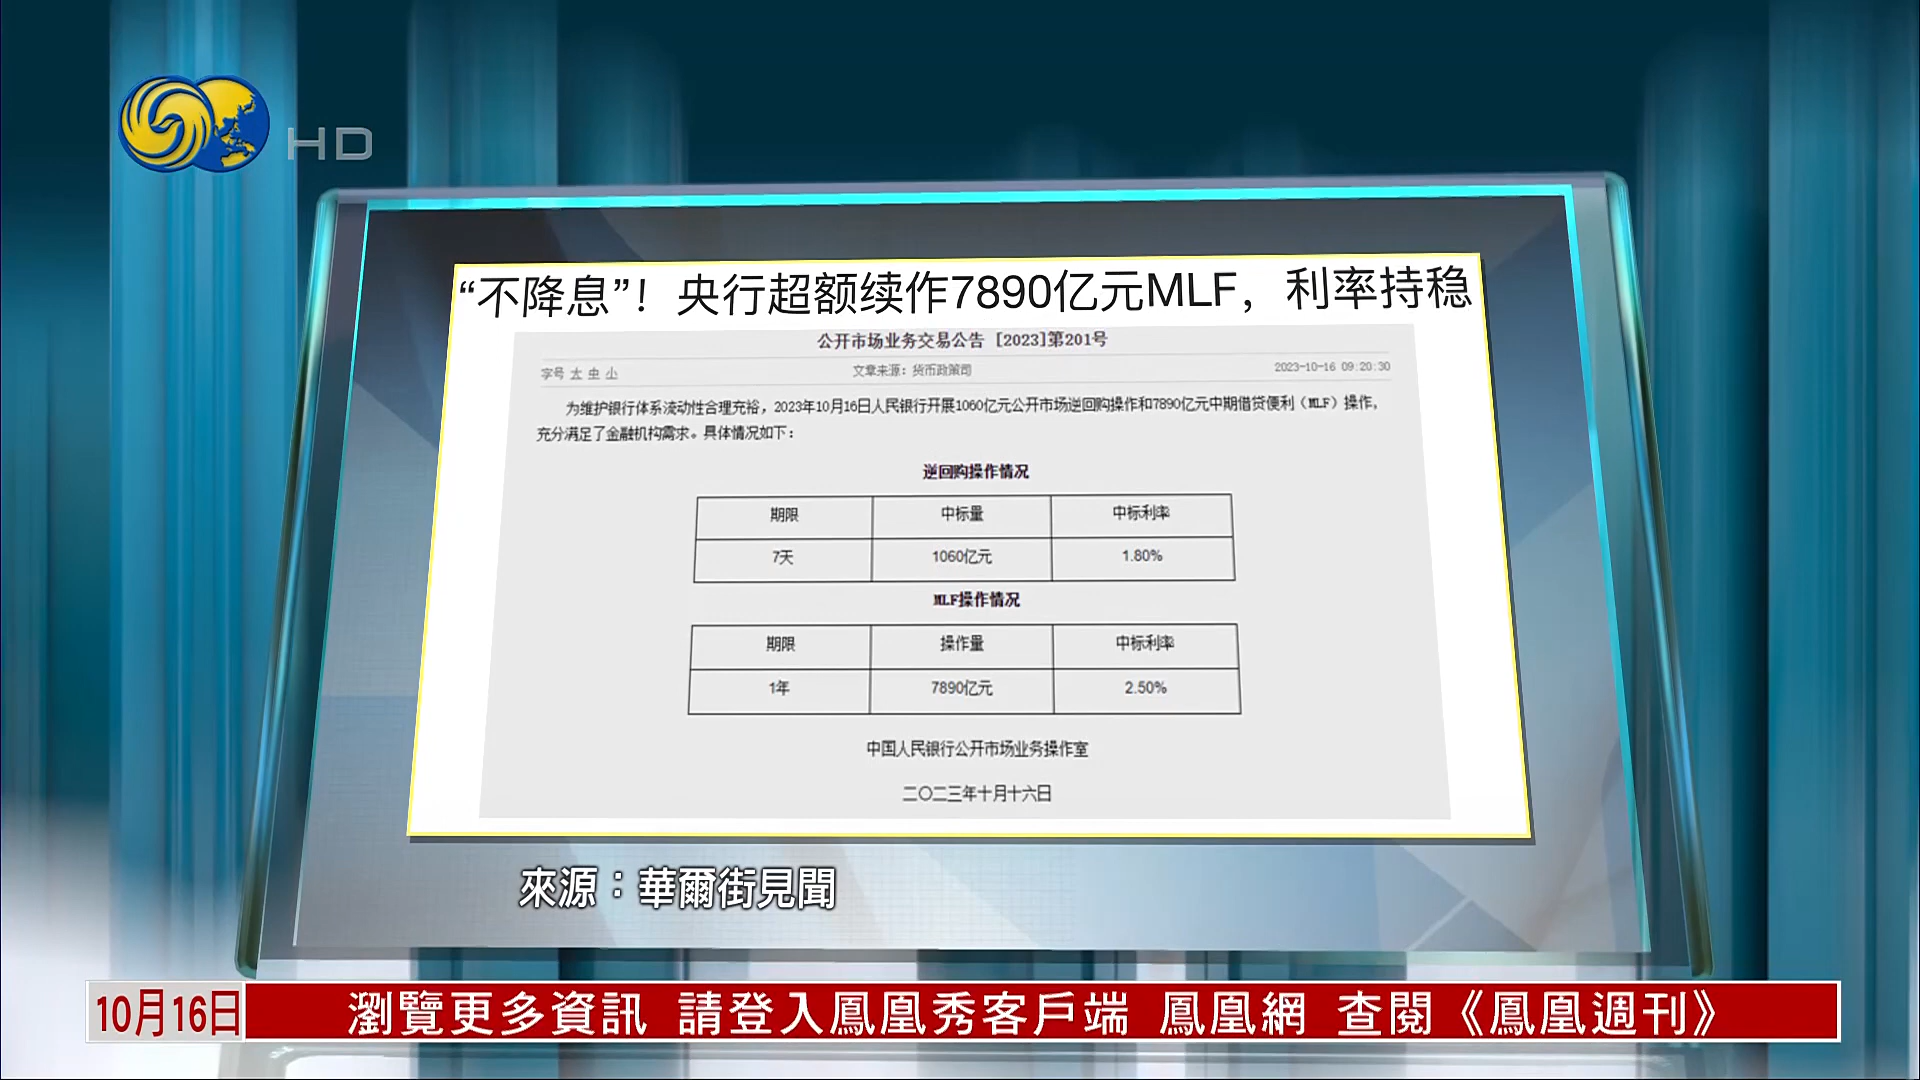 HD
“不降息”！央行超额续作7890亿元MLF，利率持稳
公开市场业务交易公告 [2023]第201号
字号 大 中 小 文章来源：货币政策司 2023-10-16 09:20:30
为维护银行体系流动性合理充裕，2023年10月16日人民银行开展1060亿元公开市场逆回购操作和7890亿元中期借贷便利（MLF）操作，
充分满足了金融机构需求。具体情况如下：
逆回购操作情况
期限 中标量 中标利率
7天 1060亿元 1.80%
MLF操作情况
期限 操作量 中标利率
1年 7890亿元 2.50%
中国人民银行公开市场业务操作室
二〇二三年十月十六日
來源：華爾街見聞
10月16日 瀏覽更多資訊 請登入鳳凰秀客戶端 鳳凰網 查閱《鳳凰週刊》